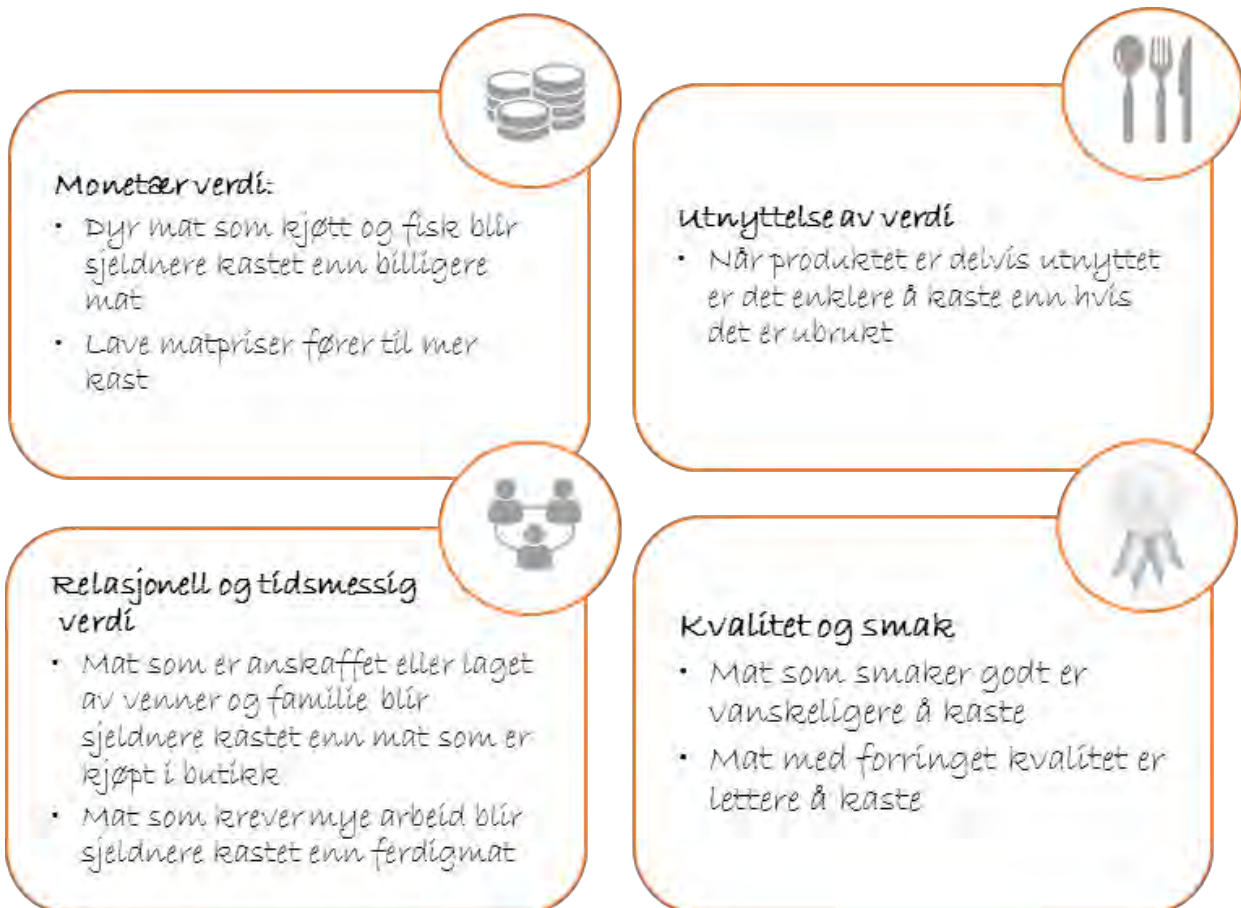 Monetær verdi:
• Dyr mat som kjøtt og fisk blir
sjeldnere kastet enn billigere
mat
• Lave matpriser fører til mer
kast
Utnyttelse av verdi
• Når produktet er delvis utnyttet
er det enklere å kaste enn hvis
det er ubrukt
Relasjonell og tidsmessig
verdi
• Mat som er anskaffet eller laget
av venner og familie blir
sjeldnere kastet enn mat som er
kjøpt i butikk
• Mat som krever mye arbeid blir
sjeldnere kastet enn ferdigmat
Kvalitet og smak
• Mat som smaker godt er
vanskeligere å kaste
• Mat med forringet kvalitet er
lettere å kaste